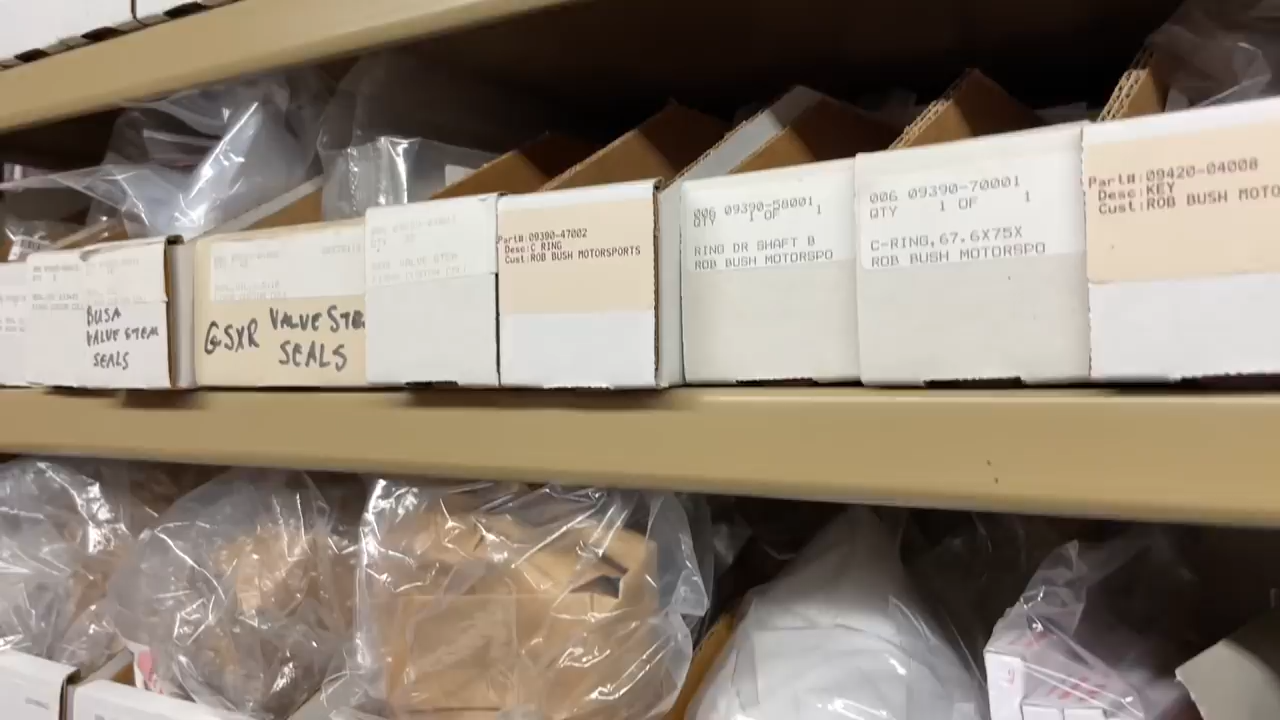 BUSA
VALVE STEM
SEALS
GSXR VALVE STE
SEALS
VALVE STEM
Part#:09390-47002
Desc:C RING
Cust:ROB BUSH MOTORSPORTS
006 09390-58001
QTY 1 OF 1
RING DR SHAFT B
ROB BUSH MOTORSPO
006 09390-70001
QTY 1 OF 1
C-RING,67.6X75X
ROB BUSH MOTORSPO
Part#:09420-04008
Desc:KEY
Cust:ROB BUSH MOTO